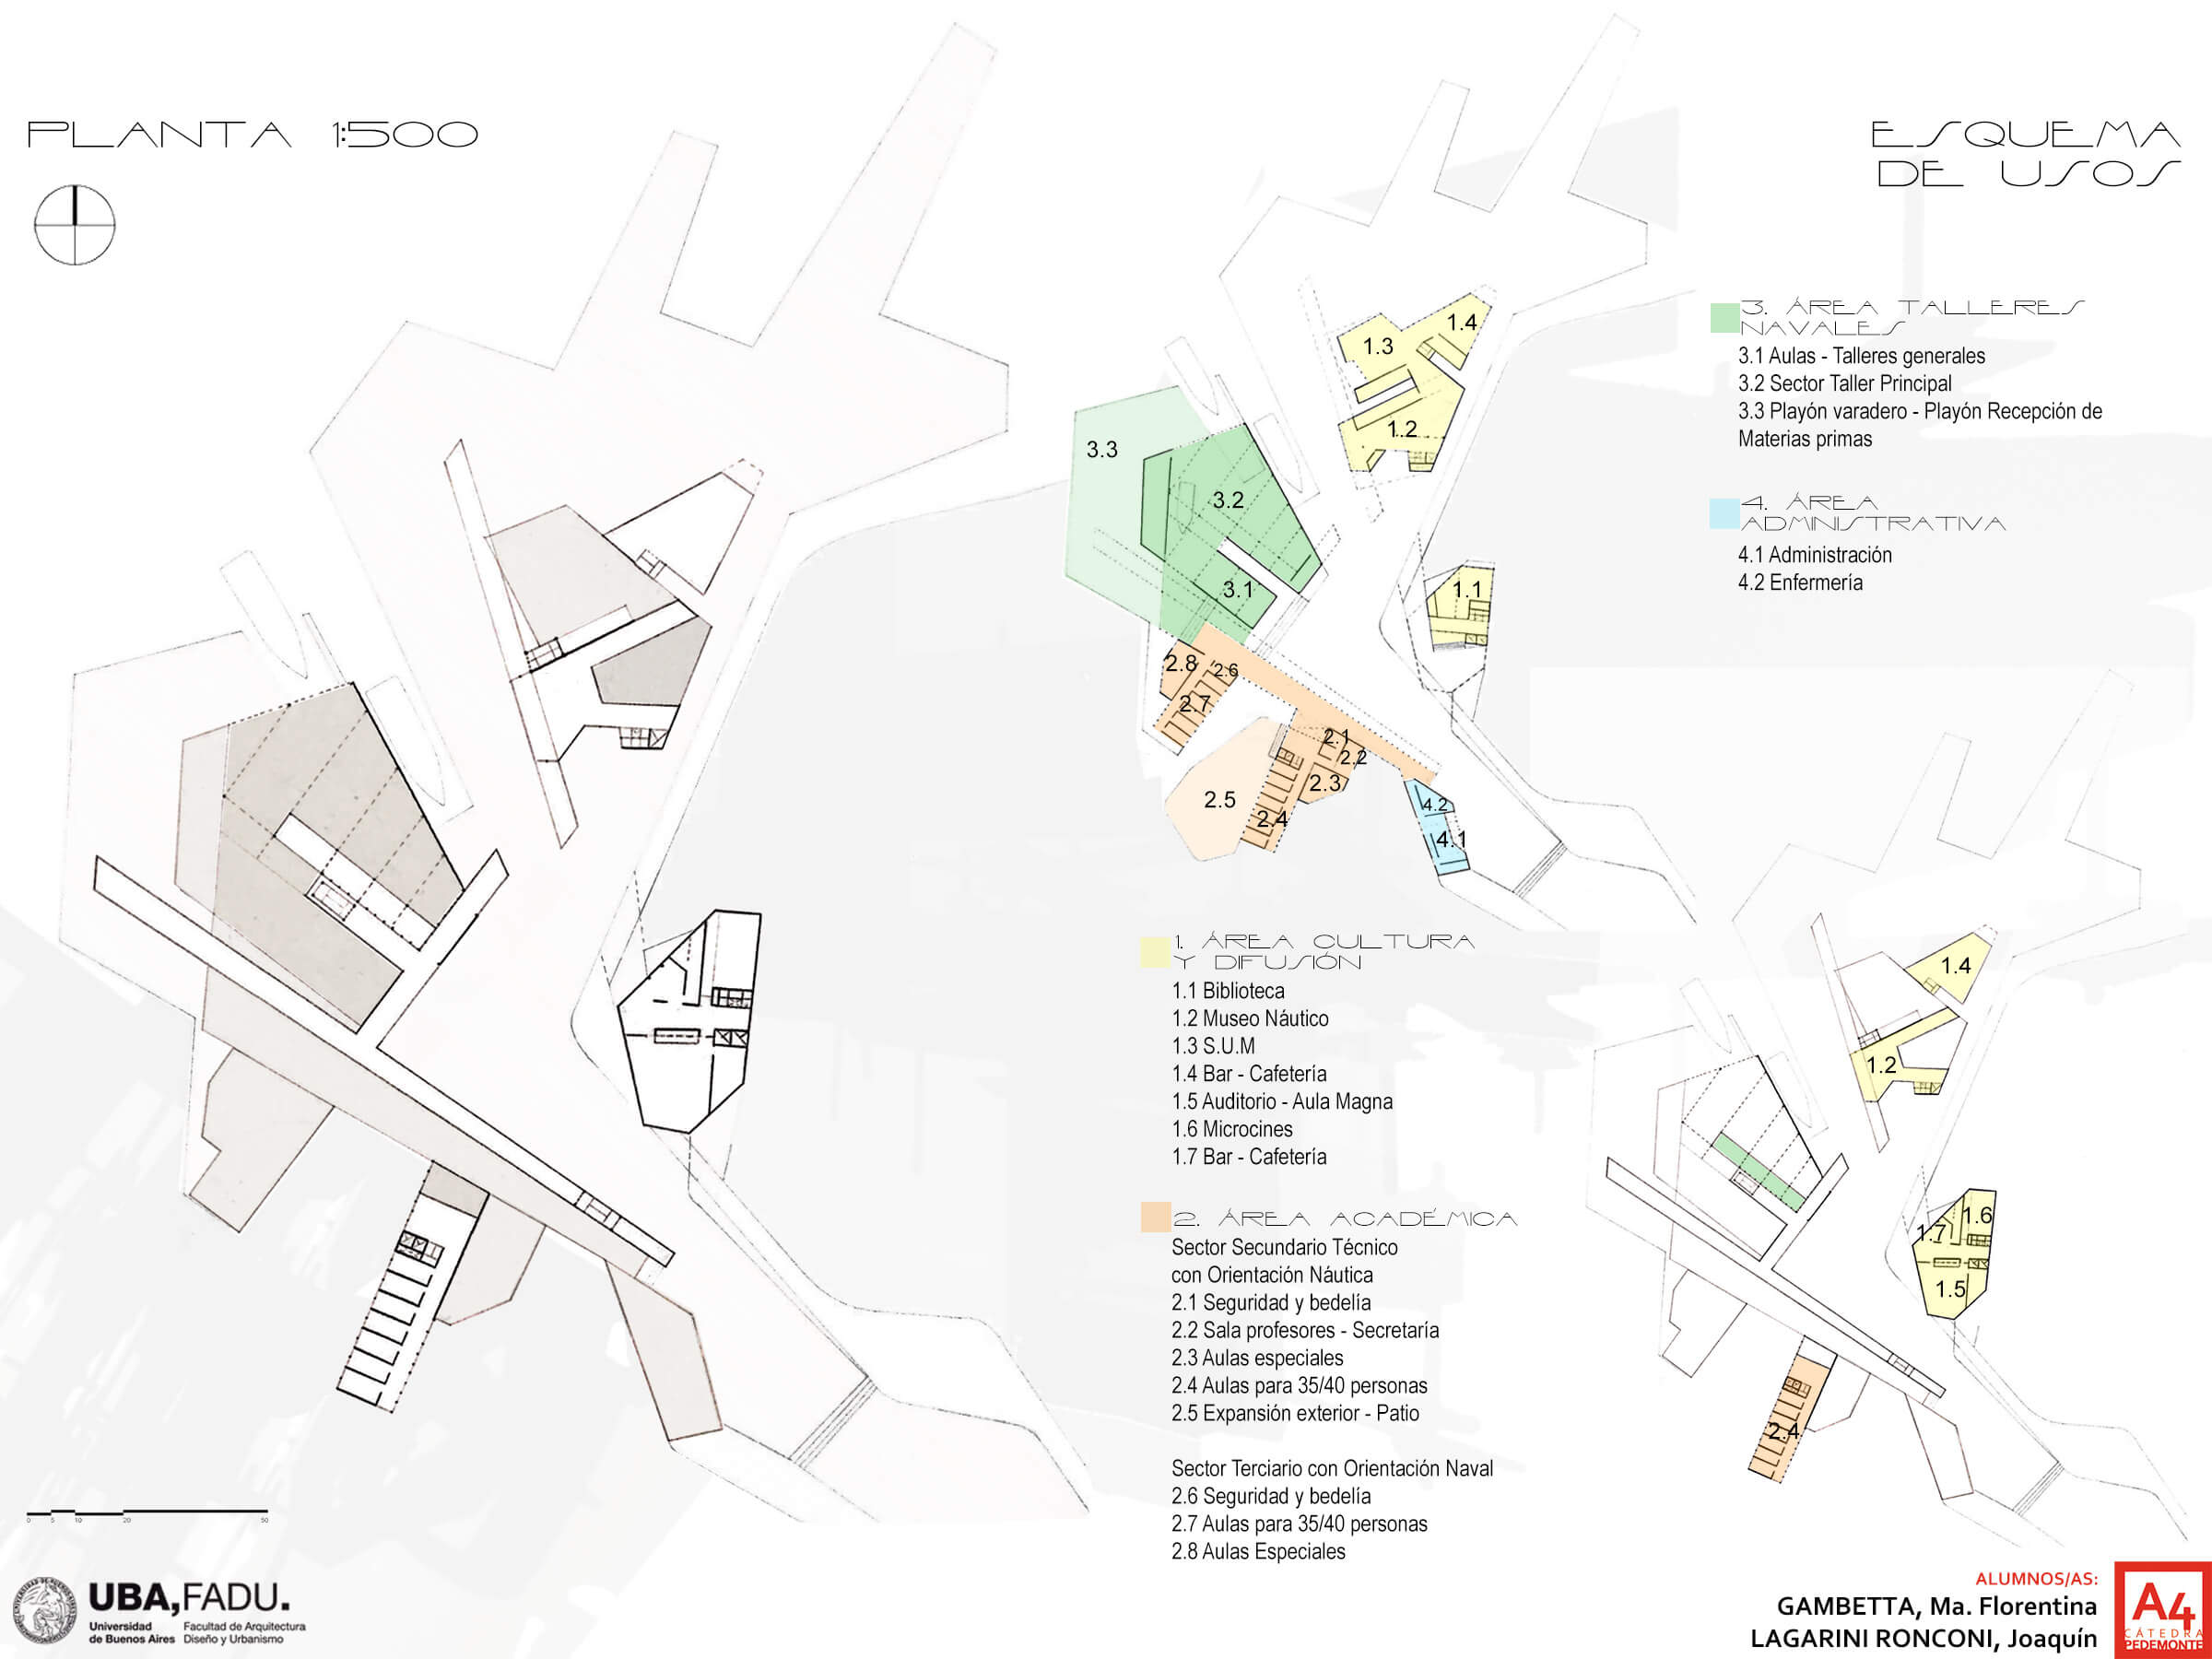 PLANTA 1:500
ESQUEMA
DE USOS
1.4
1.3
1.2
3.3
3.2
3.1
1.1
2.8
2.6
2.7
2.1
2.2
2.3
2.5
2.4
4.2
4.1
3. ÁREA TALLERES
NAVALES
3.1 Aulas - Talleres generales
3.2 Sector Taller Principal
3.3 Playón varadero - Playón Recepción de
Materias primas
4. ÁREA
ADMINISTRATIVA
4.1 Administración
4.2 Enfermería
1. ÁREA CULTURA
Y DIFUSIÓN
1.1 Biblioteca
1.2 Museo Náutico
1.3 S.U.M
1.4 Bar - Cafetería
1.5 Auditorio - Aula Magna
1.6 Microcines
1.7 Bar - Cafetería
2. ÁREA ACADÉMICA
Sector Secundario Técnico
con Orientación Náutica
2.1 Seguridad y bedelía
2.2 Sala profesores - Secretaría
2.3 Aulas especiales
2.4 Aulas para 35/40 personas
2.5 Expansión exterior - Patio
Sector Terciario con Orientación Naval
2.6 Seguridad y bedelía
2.7 Aulas para 35/40 personas
2.8 Aulas Especiales
1.4
1.2
1.6
1.7
1.5
2.4
0 5 10 20 50
UBA, FADU.
Universidad Facultad de Arquitectura
de Buenos Aires Diseño y Urbanismo
ALUMNOS/AS:
GAMBETTA, Ma. Florentina
LAGARINI RONCONI, Joaquín
A4
CÁTEDRA
PEDEMONTE